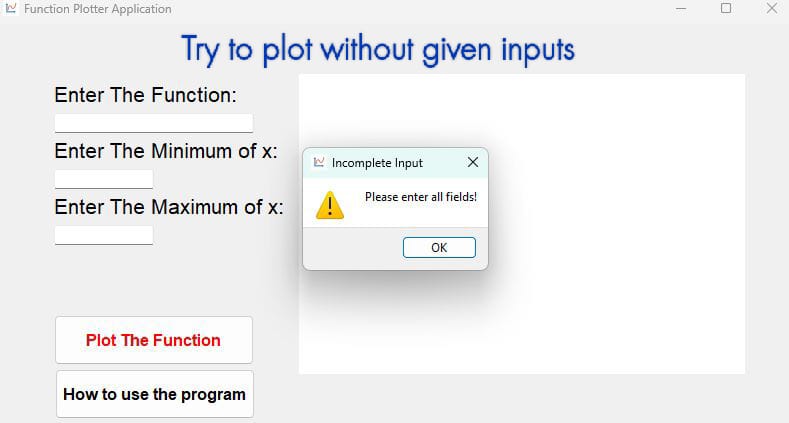 Function Plotter Application
Try to plot without given inputs
Enter The Function:
Enter The Minimum of x:
Enter The Maximum of x:
Incomplete Input
Please enter all fields!
OK
Plot The Function
How to use the program